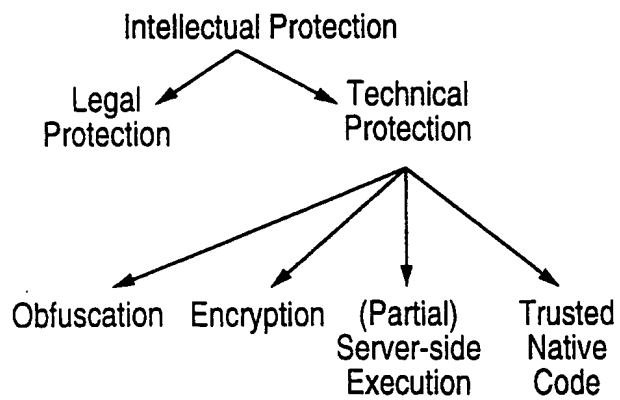 Intellectual Protection
Legal
Protection
Technical
Protection
Obfuscation
Encryption
(Partial)
Server-side
Execution
Trusted
Native
Code